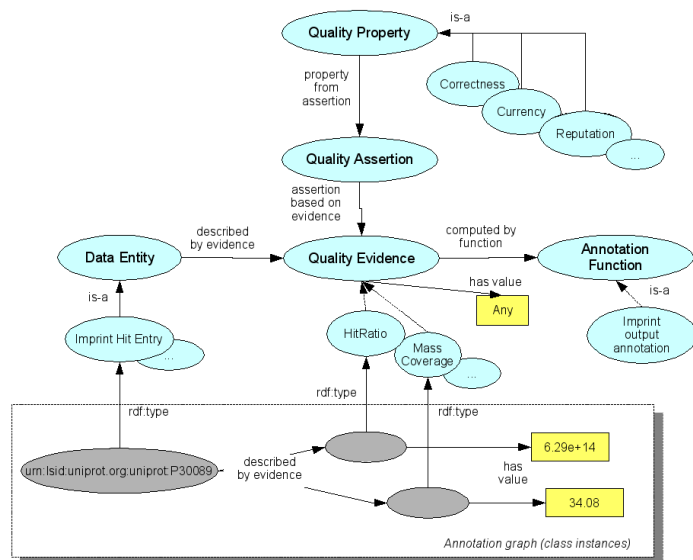 is-a
Quality Property
Correctness
Currency
Reputation
...
property
from
assertion
Quality Assertion
assertion
based on
evidence
described
by evidence
computed by
function
Data Entity
Quality Evidence
Annotation
Function
has value
Any
is-a
is-a
Imprint Hit Entry
...
HitRatio
Mass
Coverage
...
Imprint
output
annotation
rdf:type
rdf:type
rdf:type
urn:lsid:uniprot.org:uniprot:P30089
described
by evidence
has
value
6.29e+14
34.08
Annotation graph (class instances)